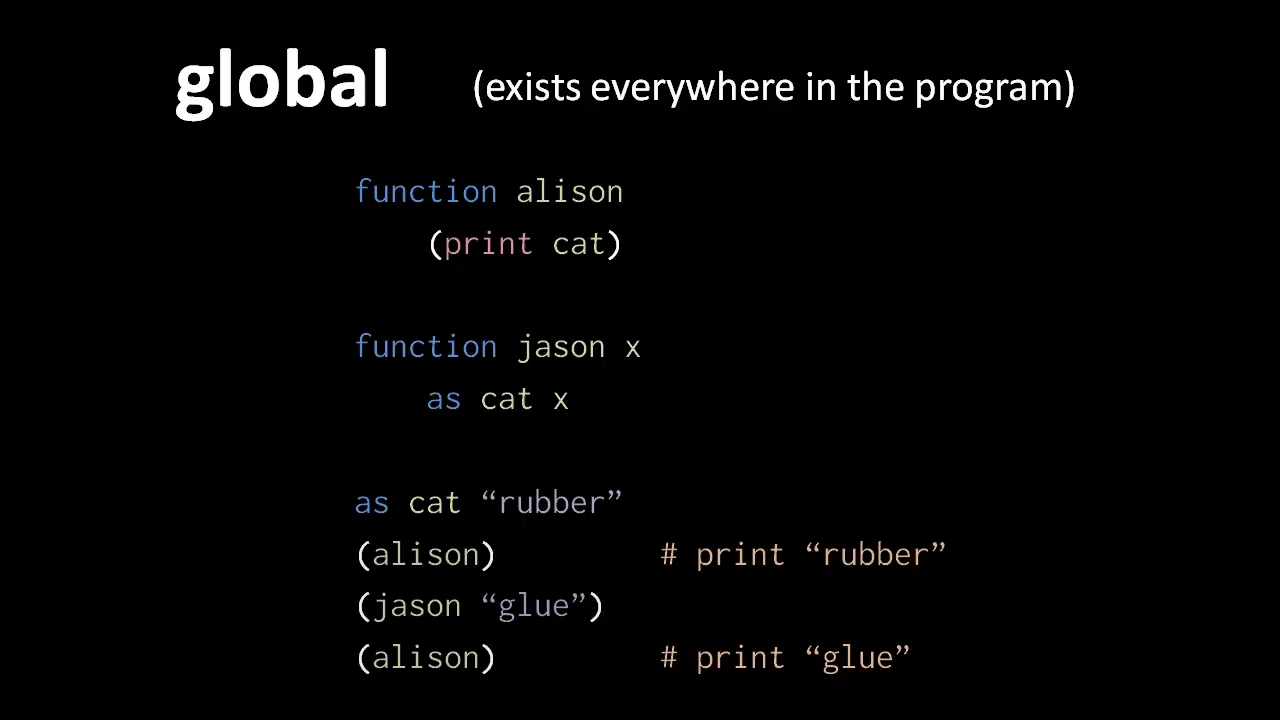 global (exists everywhere in the program)
function alison
(print cat)
function jason x
as cat x
as cat “rubber”
(alison) # print “rubber”
(jason “glue”)
(alison) # print “glue”